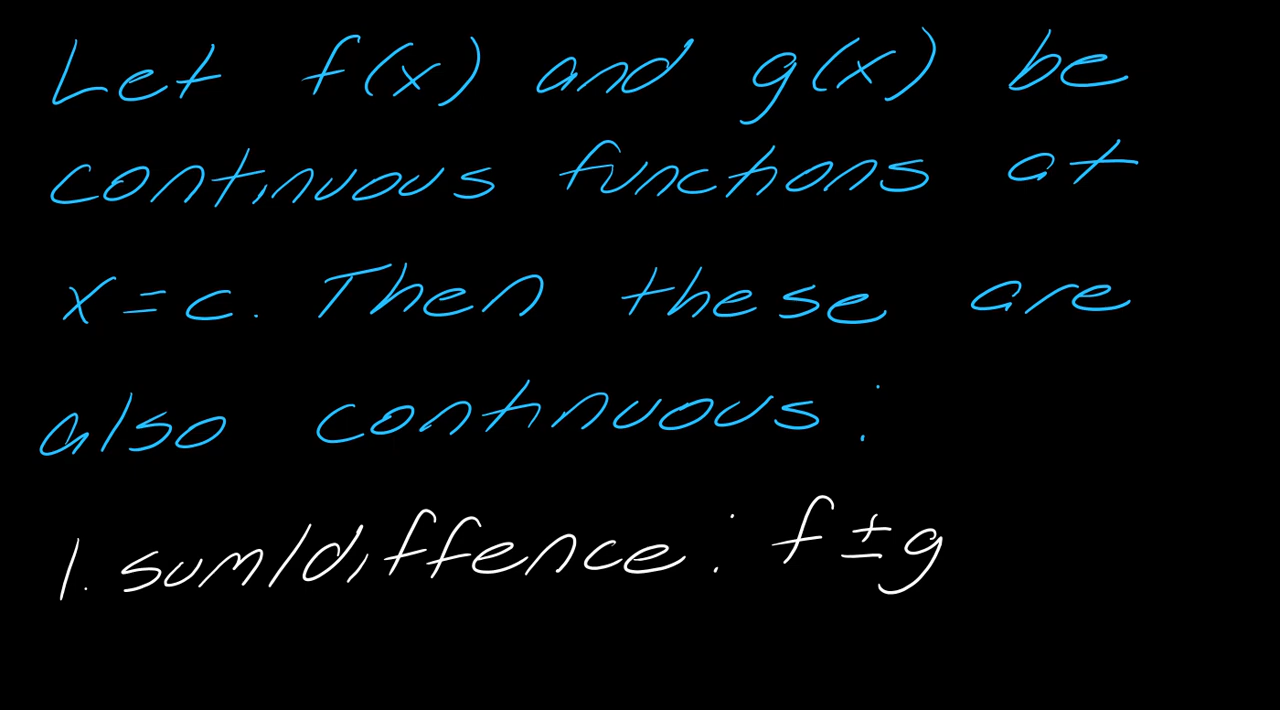 Let f(x) and g(x) be
continuous functions at
x = c. Then these are
also continuous:
1. sum/diffence: f ± g